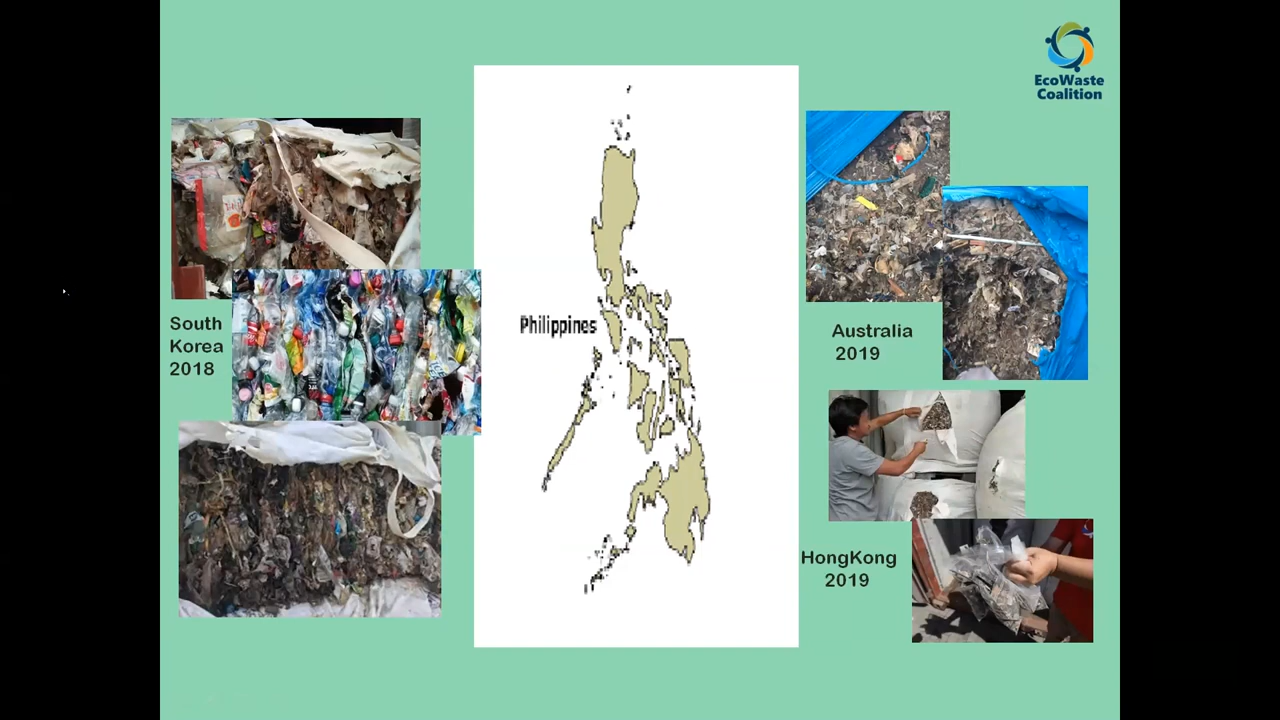 EcoWaste
Coalition
South
Korea
2018
Philippines
Australia
2019
HongKong
2019